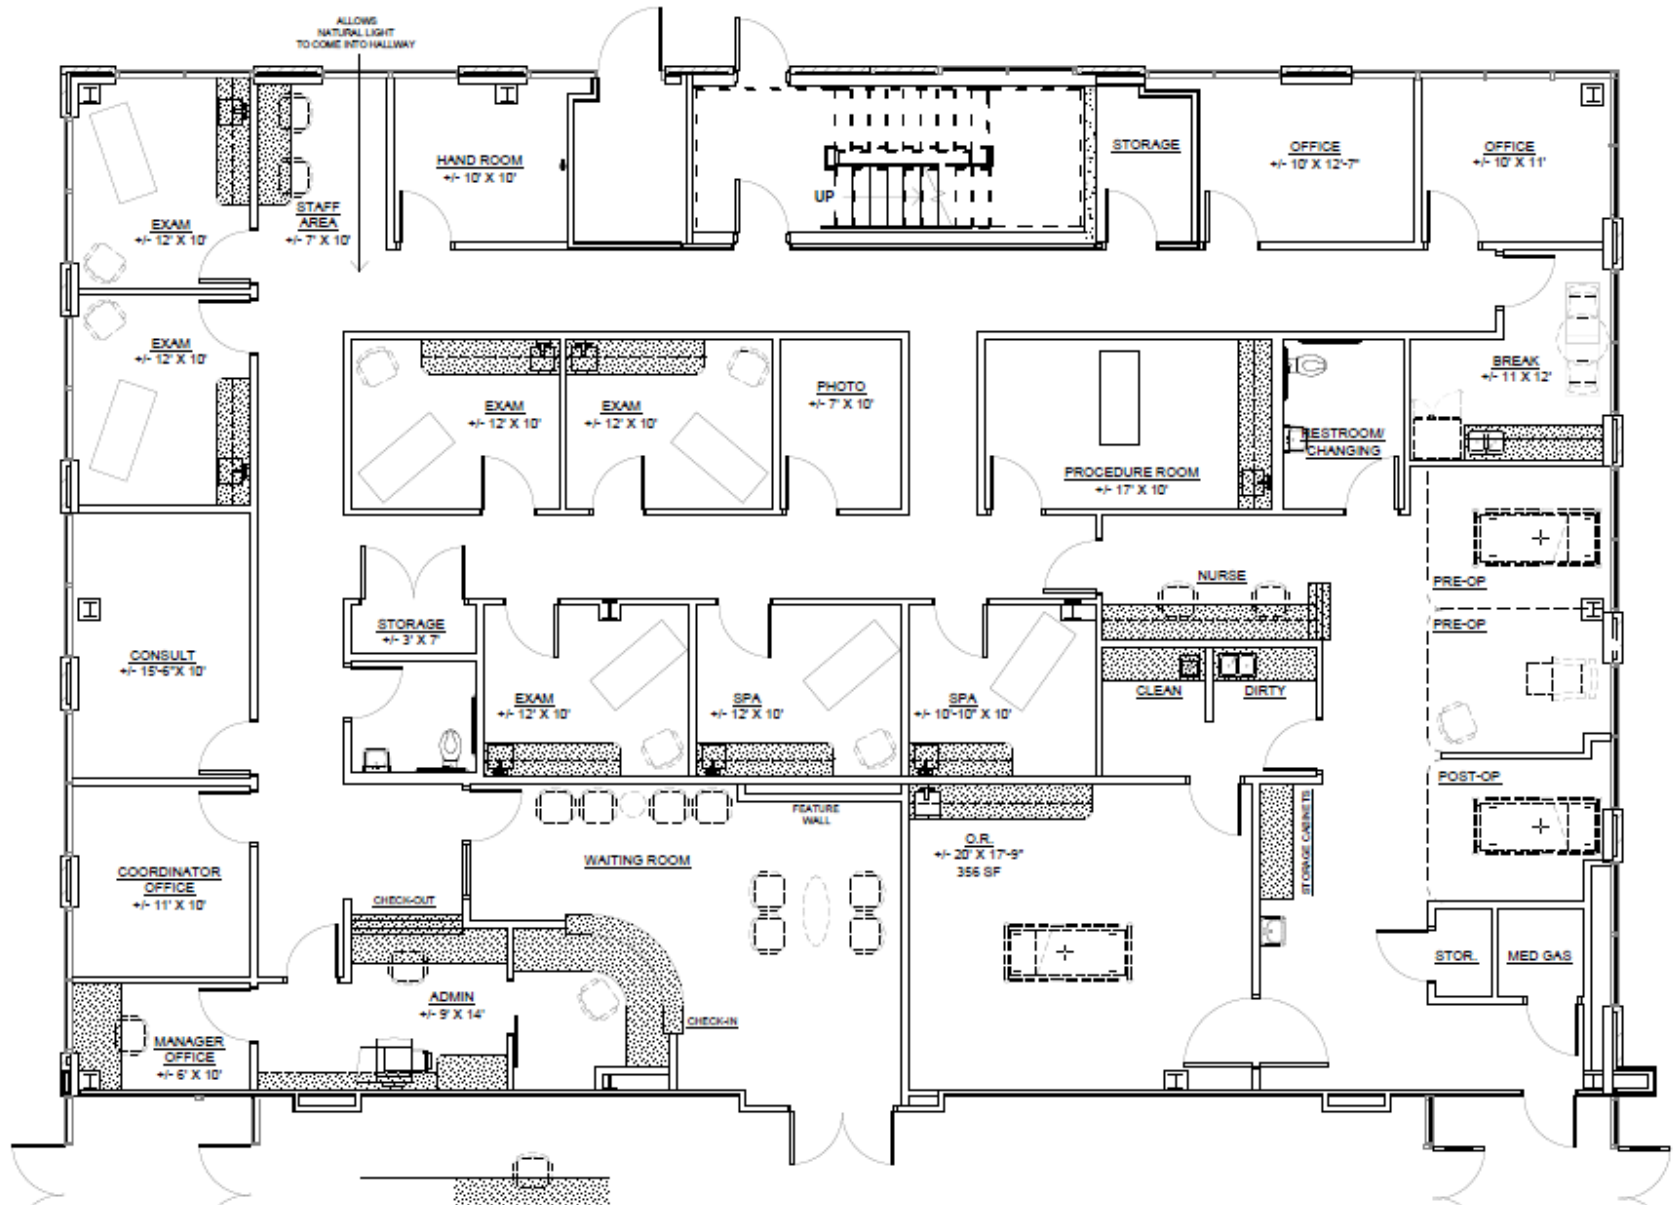 ALLOWS
NATURAL LIGHT
TO COME INTO HALLWAY
HAND ROOM
+/- 10' X 10'
STORAGE
OFFICE
+/- 10' X 12'-7"
OFFICE
+/- 10' X 11'
UP
STAFF
AREA
+/- 7' X 10'
EXAM
+/- 12' X 10'
EXAM
+/- 12' X 10'
EXAM
+/- 12' X 10'
EXAM
+/- 12' X 10'
PHOTO
+/- 7' X 10'
PROCEDURE ROOM
+/- 17' X 10'
RESTROOM/
CHANGING
BREAK
+/- 11 X 12'
NURSE
PRE-OP
PRE-OP
STORAGE
+/- 3' X 7'
CONSULT
+/- 15'-6"X 10'
EXAM
+/- 12' X 10'
SPA
+/- 12' X 10'
SPA
+/- 10'-10" X 10'
CLEAN
DIRTY
POST-OP
FEATURE
WALL
WAITING ROOM
O.R.
+/- 20' X 17'-9"
356 SF
STORAGE CABINETS
COORDINATOR
OFFICE
+/- 11' X 10'
CHECK-OUT
STOR.
MED GAS
ADMIN
+/- 9' X 14'
CHECK-IN
MANAGER
OFFICE
+/- 6' X 10'